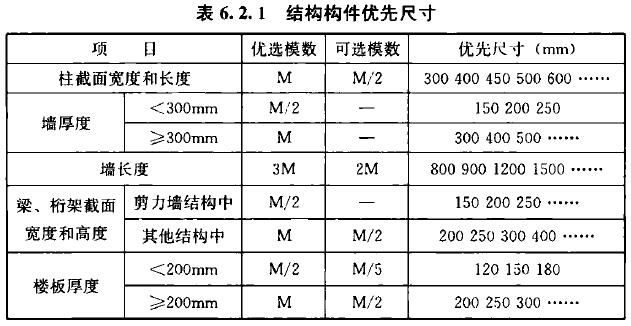 表 6.2.1 结构构件优先尺寸
项 目 优选模数 可选模数 优先尺寸（mm）
柱截面宽度和长度 M M/2 300 400 450 500 600 ……
墙厚度 <300mm M/2 — 150 200 250
≥300mm M — 300 400 500 ……
墙长度 3M 2M 800 900 1200 1500 ……
梁、桁架截面宽度和高度 剪力墙结构中 M/2 — 150 200 250 ……
其他结构中 M M/2 200 250 300 400 ……
楼板厚度 <200mm M/2 M/5 120 150 180
≥200mm M M/2 200 250 300 ……